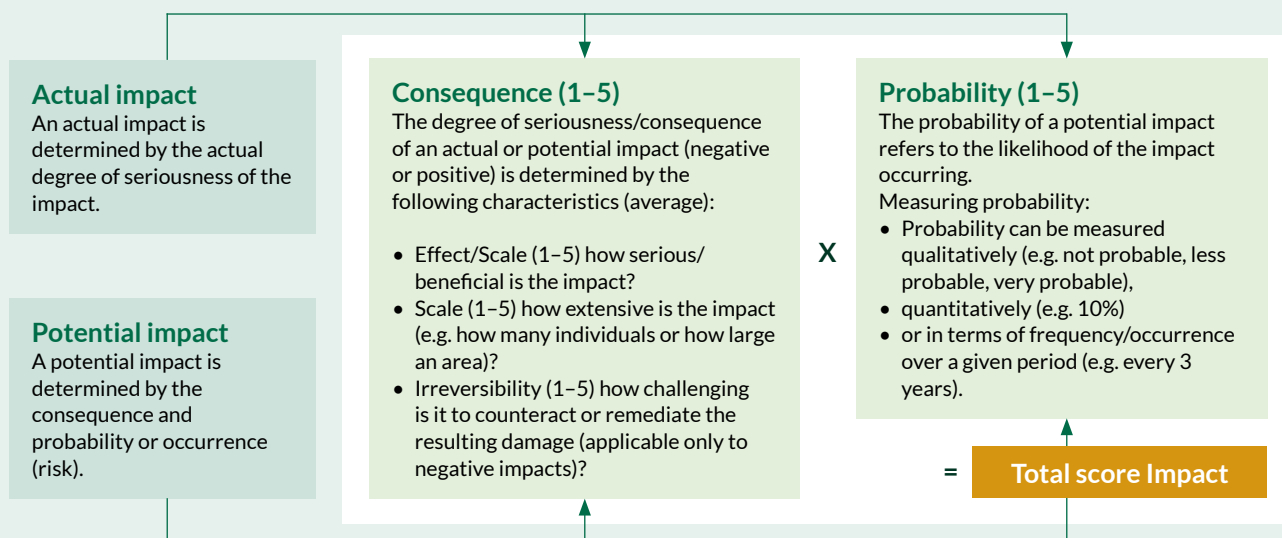 Actual impact
An actual impact is
determined by the actual
degree of seriousness of the
impact.
Potential impact
A potential impact is
determined by the
consequence and
probability or occurrence
(risk).
Consequence (1–5)
The degree of seriousness/consequence
of an actual or potential impact (negative
or positive) is determined by the
following characteristics (average):
• Effect/Scale (1–5) how serious/
beneficial is the impact?
• Scale (1–5) how extensive is the impact
(e.g. how many individuals or how large
an area)?
• Irreversibility (1–5) how challenging
is it to counteract or remediate the
resulting damage (applicable only to
negative impacts)?
X
Probability (1–5)
The probability of a potential impact
refers to the likelihood of the impact
occurring.
Measuring probability:
• Probability can be measured
qualitatively (e.g. not probable, less
probable, very probable),
• quantitatively (e.g. 10%)
• or in terms of frequency/occurrence
over a given period (e.g. every 3
years).
= Total score Impact